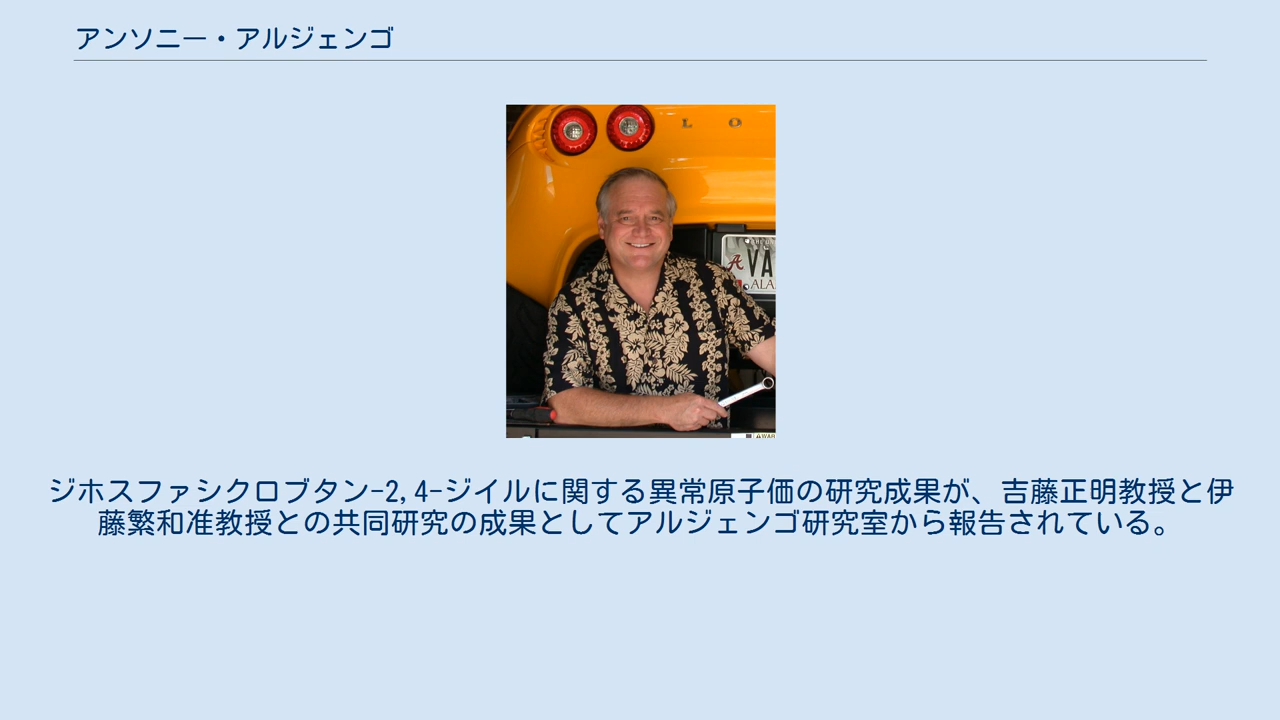 アンソニー・アルジェンゴ
L O
VA
ALA
ジホスファシクロブタン-2,4-ジイルに関する異常原子価の研究成果が、吉藤正明教授と伊
藤繁和准教授との共同研究の成果としてアルジェンゴ研究室から報告されている。